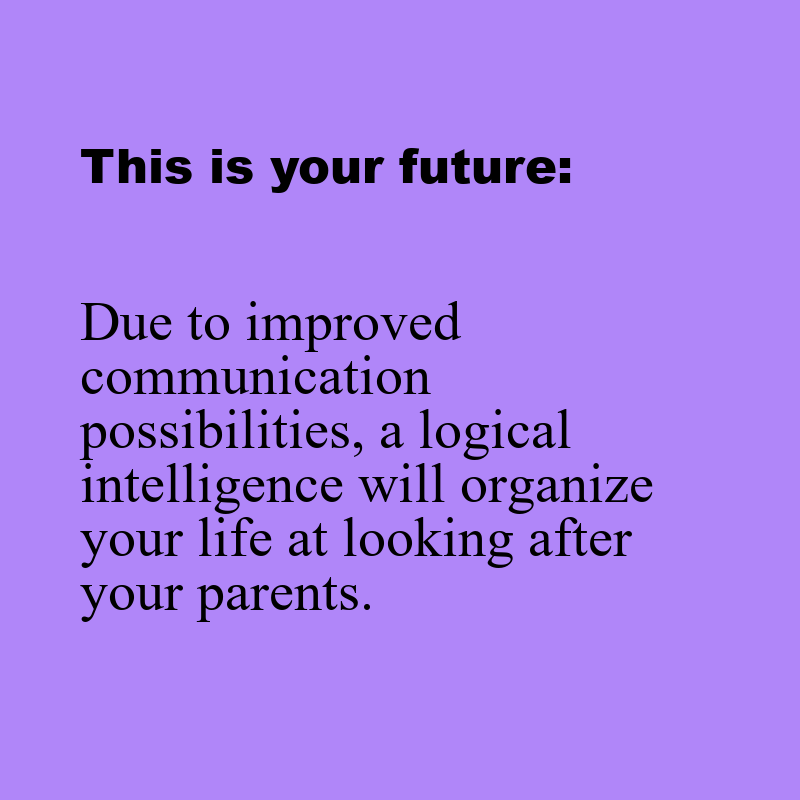 This is your future:
Due to improved
communication
possibilities, a logical
intelligence will organize
your life at looking after
your parents.